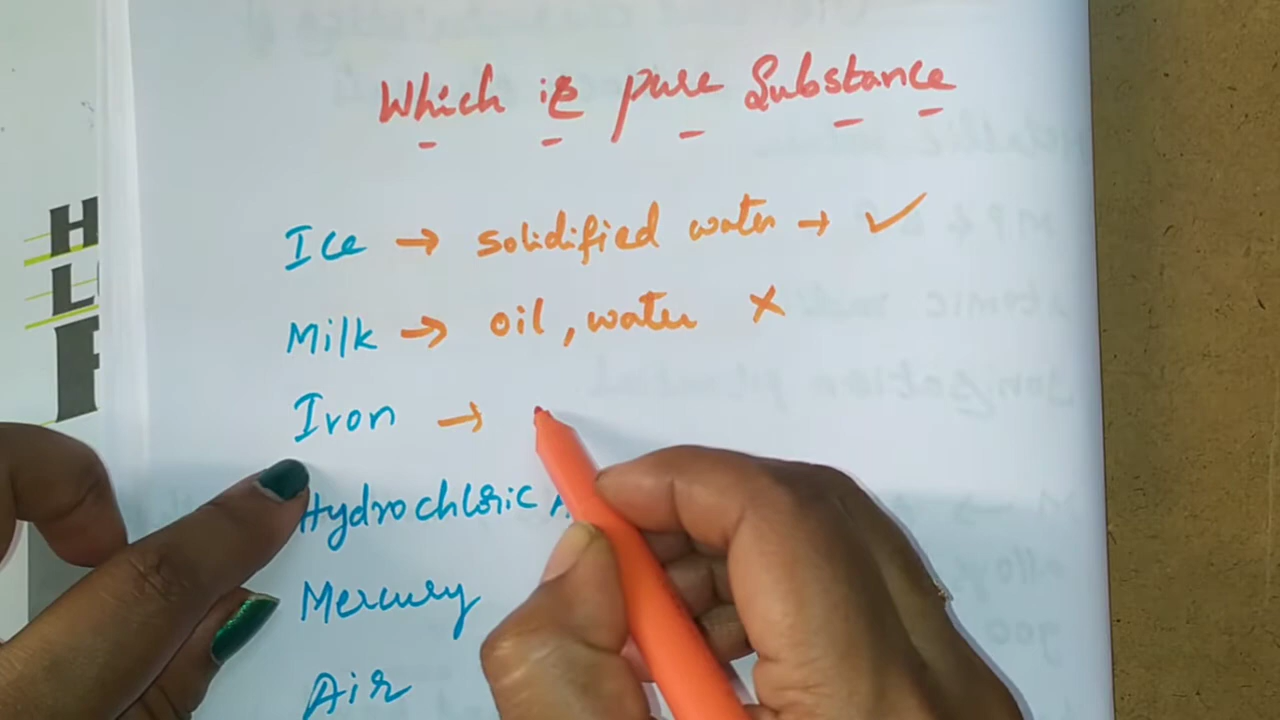 Which is pure Substance
Ice → solidified water → ✓
Milk → oil, water ✗
Iron →
Hydrochloric
Mercury
Air